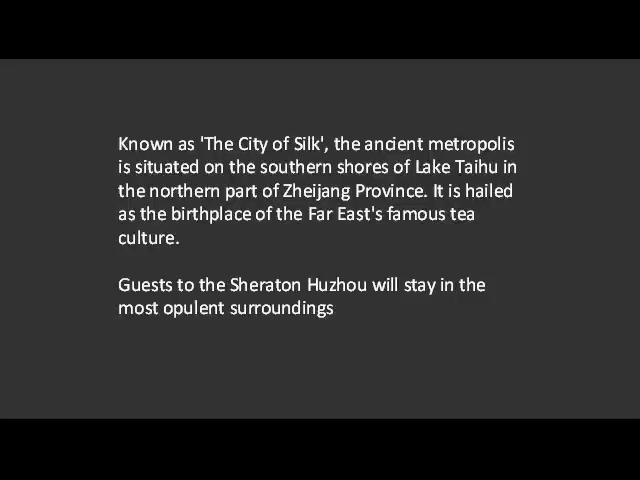 Known as 'The City of Silk', the ancient metropolis
is situated on the southern shores of Lake Taihu in
the northern part of Zheijang Province. It is hailed
as the birthplace of the Far East's famous tea
culture.
Guests to the Sheraton Huzhou will stay in the
most opulent surroundings